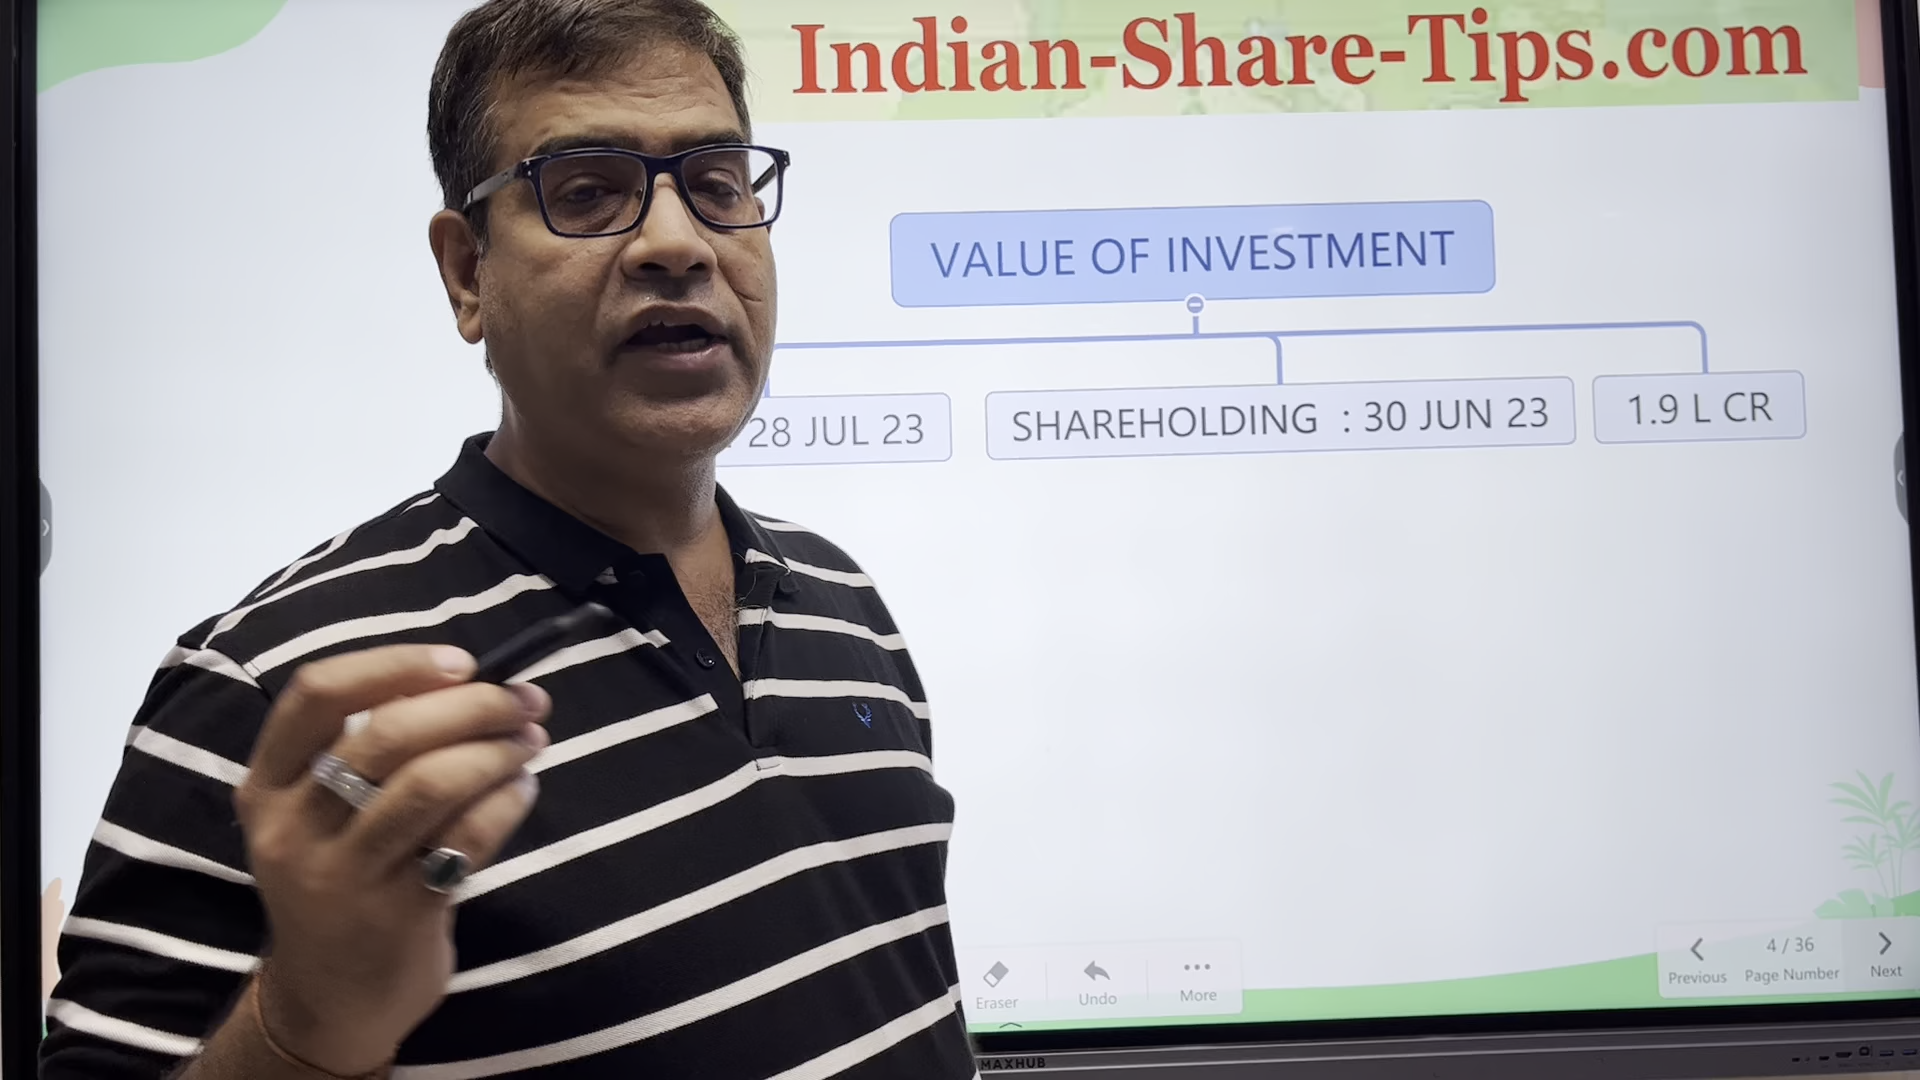 Indian-Share-Tips.com
VALUE OF INVESTMENT
28 JUL 23
SHAREHOLDING : 30 JUN 23
1.9 L CR
Eraser
Undo
More
Previous
4 / 36
Page Number
Next
MAXHUB